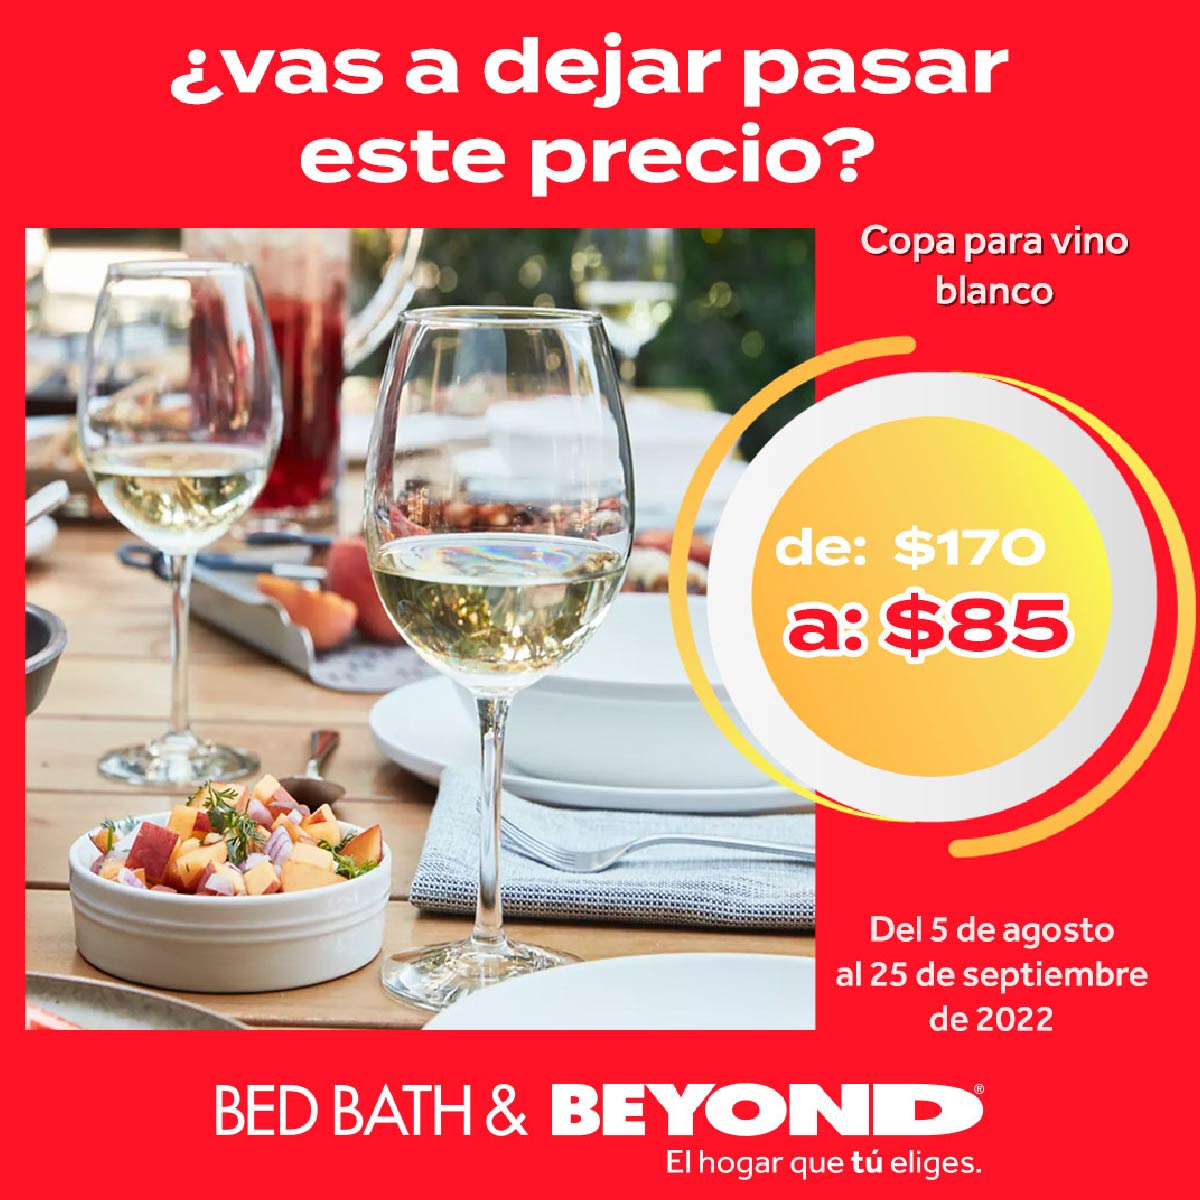 ¿vas a dejar pasar
este precio?
Copa para vino
blanco
de: $170
a: $85
Del 5 de agosto
al 25 de septiembre
de 2022
BED BATH & BEYOND®
El hogar que tú eliges.